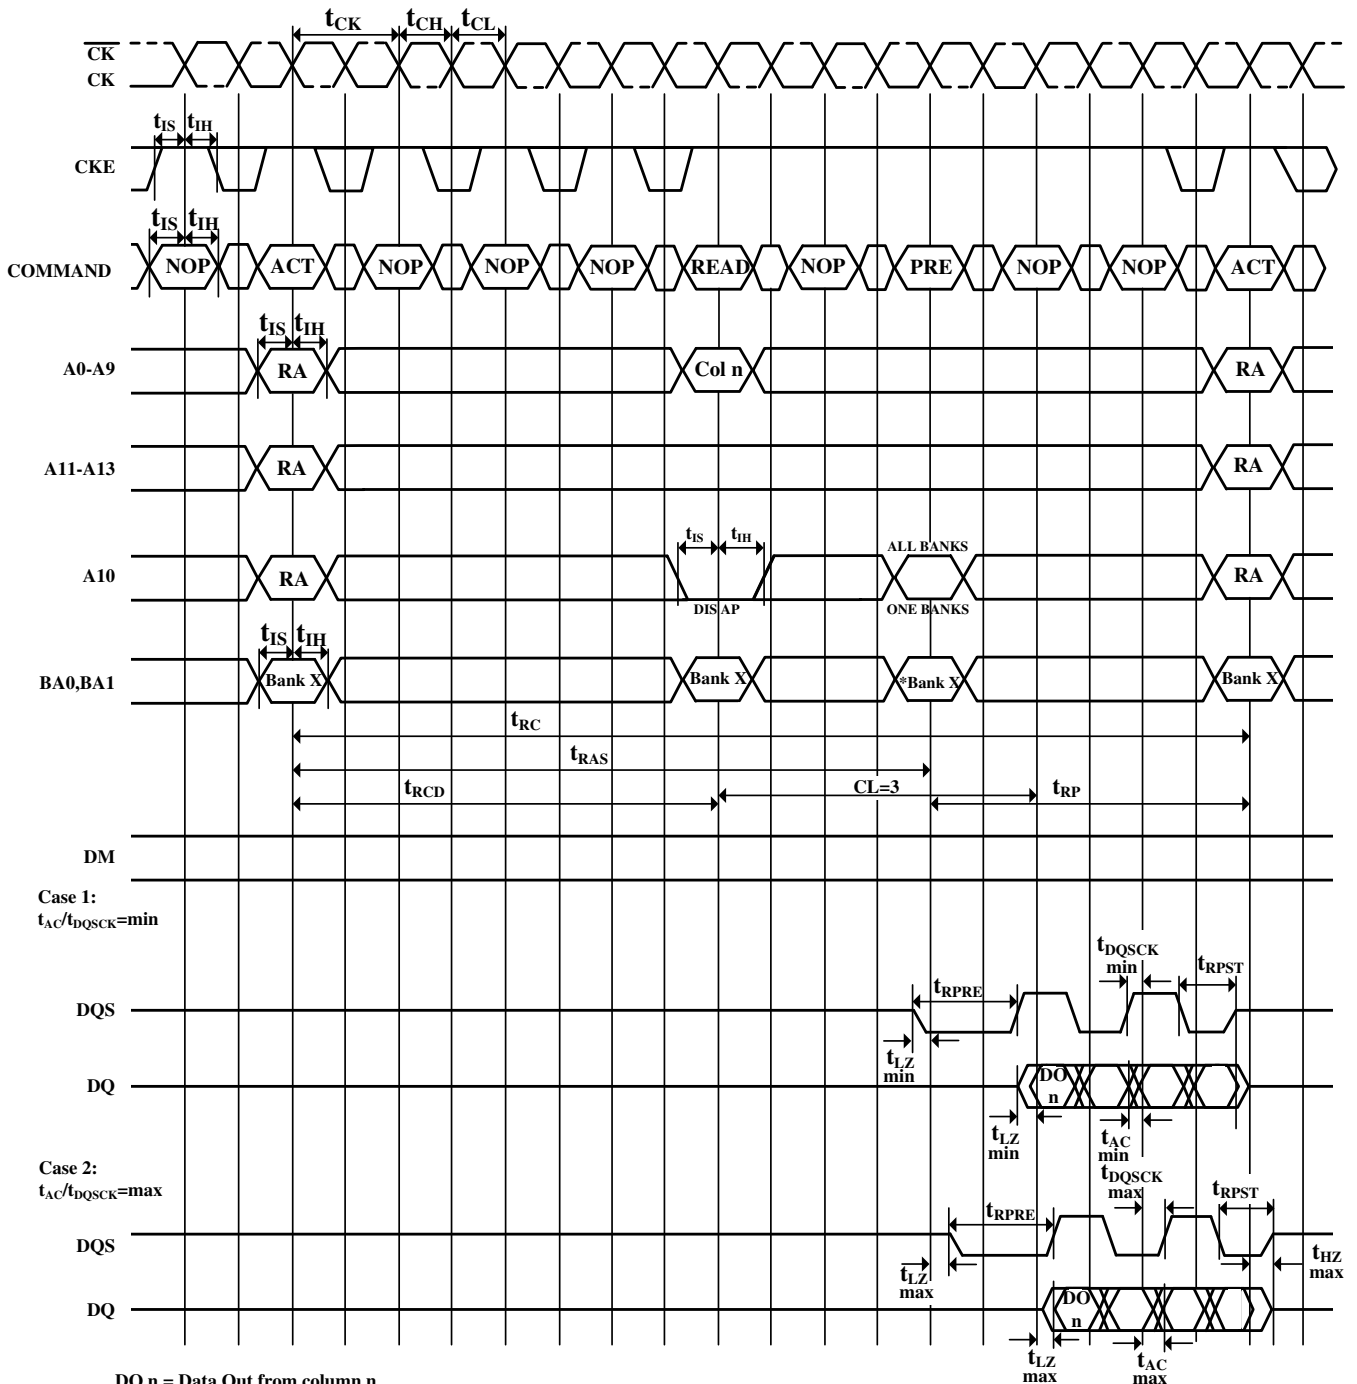 tCK tCH tCL
CK
CK
tIS tIH
CKE
tIS tIH
COMMAND NOP ACT NOP NOP NOP READ NOP PRE NOP NOP ACT
tIS tIH
A0-A9 RA Col n RA
A11-A13 RA RA
tIS tIH ALL BANKS
A10 RA RA
DIS AP ONE BANKS
tIS tIH
BA0,BA1 Bank X Bank X *Bank X Bank X
tRC
tRAS
tRCD CL=3 tRP
DM
Case 1:
tAC/tDQSCK=min
tDQSCK
min tRPST
tRPRE
DQS
tLZ
min
DQ DO
n
tLZ
min
tAC
min
Case 2:
tAC/tDQSCK=max
tDQSCK
max tRPST
tRPRE
DQS
tHZ
max
tLZ
max
DQ DO
n
tLZ
max
tAC
max
DO n = Data Out from column n